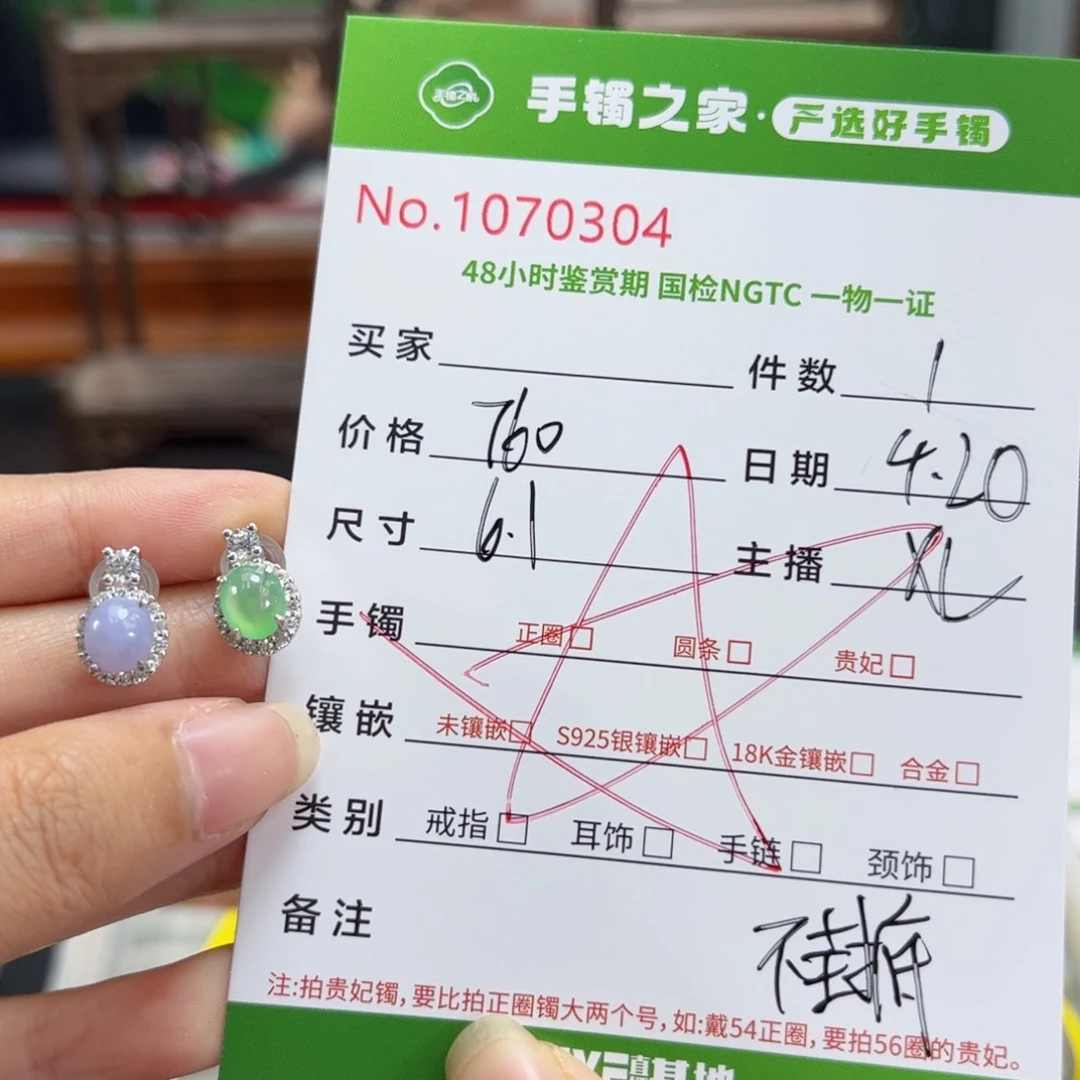 手镯之家
手镯之家·严选好手镯
No.1070304
48小时鉴赏期 国检NGTC 一物一证
买家 件数 1
价格 760 日期 4.20
尺寸 6.1 主播 XL
手镯 正圈□ 圆条□ 贵妃□
镶嵌 未镶嵌□ S925银镶嵌□ 18K金镶嵌□ 合金□
类别 戒指□ 耳饰□ 手链□ 颈饰□
备注
注:拍贵妃镯,要比拍正圈镯大两个号,如:戴54正圈,要拍56圈的贵妃。
基地